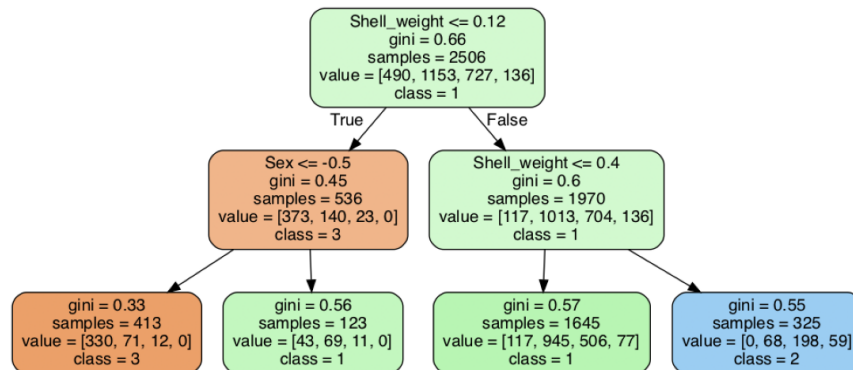 Shell_weight <= 0.12
gini = 0.66
samples = 2506
value = [490, 1153, 727, 136]
class = 1
True
False
Sex <= -0.5
gini = 0.45
samples = 536
value = [373, 140, 23, 0]
class = 3
Shell_weight <= 0.4
gini = 0.6
samples = 1970
value = [117, 1013, 704, 136]
class = 1
gini = 0.33
samples = 413
value = [330, 71, 12, 0]
class = 3
gini = 0.56
samples = 123
value = [43, 69, 11, 0]
class = 1
gini = 0.57
samples = 1645
value = [117, 945, 506, 77]
class = 1
gini = 0.55
samples = 325
value = [0, 68, 198, 59]
class = 2